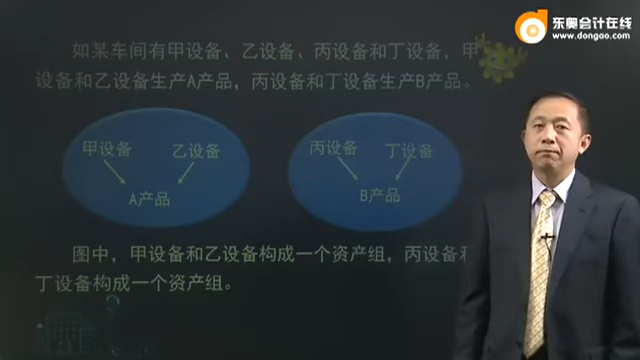 东奥会计在线
www.dongao.com
如某车间有甲设备、乙设备、丙设备和丁设备，甲
设备和乙设备生产A产品，丙设备和丁设备生产B产品。
甲设备 乙设备
A产品
丙设备 丁设备
B产品
图中，甲设备和乙设备构成一个资产组，丙设备和
丁设备构成一个资产组。